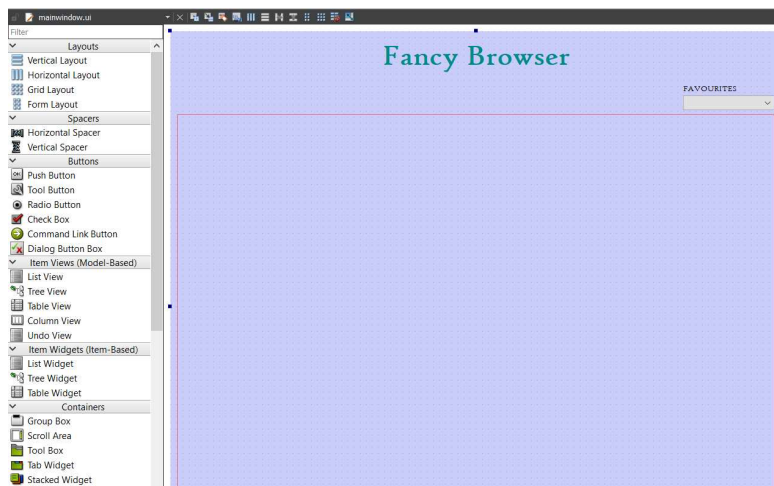 mainwindow.ui
Filter
Layouts
Vertical Layout
Horizontal Layout
Grid Layout
Form Layout
Spacers
Horizontal Spacer
Vertical Spacer
Buttons
OK
Push Button
Tool Button
Radio Button
Check Box
Command Link Button
Dialog Button Box
Item Views (Model-Based)
List View
Tree View
Table View
Column View
Undo View
Item Widgets (Item-Based)
List Widget
Tree Widget
Table Widget
Containers
Group Box
Scroll Area
Tool Box
Tab Widget
Stacked Widget
Fancy Browser
FAVOURITES